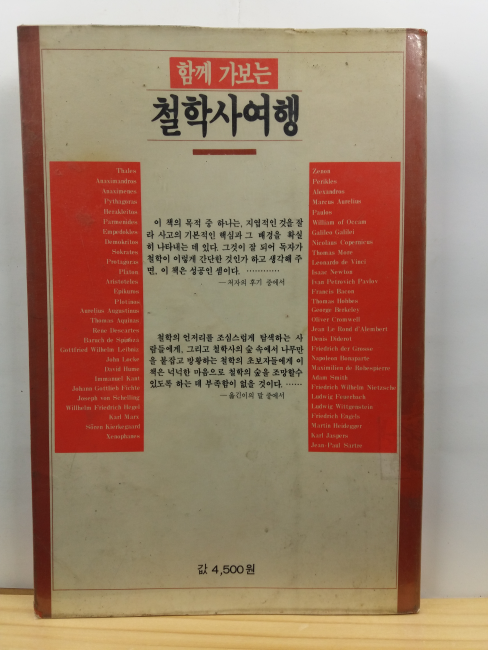 함께 가보는
철학사여행
Thales
Anaximandros
Anaximenes
Pythagoras
Herakleitos
Parmenides
Empedokles
Demokritos
Sokrates
Protagoras
Platon
Aristoteles
Epikuros
Plotinos
Aurelius Augustinus
Thomas Aquinas
Rene Descartes
Baruch de Spinoza
Gottfried Wilhelm Leibniz
John Locke
David Hume
Immanuel Kant
Johann Gottlieb Fichte
Joseph von Schelling
Willhelm Friedrich Hegel
Karl Marx
Sören Kierkegaard
Xenophanes
이 책의 목적 중 하나는, 지엽적인 것을 잘
라 사고의 기본적인 핵심과 그 배경을 확실
히 나타내는 데 있다. 그것이 잘 되어 독자가
철학이 이렇게 간단한 것인가 하고 생각해 주
면, 이 책은 성공인 셈이다. …………
—저자의 후기 중에서
철학의 언저리를 조심스럽게 탐색하는 사
람들에게, 그리고 철학사의 숲 속에서 나무만
을 붙잡고 방황하는 철학의 초보자들에게 이
책은 넉넉한 마음으로 철학의 숲을 조망할수
있도록 하는 데 부족함이 없을 것이다. ……
—옮긴이의 말 중에서
Zenon
Perikles
Alexandros
Marcus Aurelius
Paulos
William of Occam
Galileo Galilei
Nicolaus Copernicus
Thomas More
Leonardo de Vinci
Isaac Newton
Ivan Petrovich Pavlov
Francis Bacon
Thomas Hobbes
George Berkeley
Oliver Cromwell
Jean Le Rond d'Alembert
Denis Diderot
Friedrich der Grosse
Napoleon Bonaparte
Maximilien de Robespierre
Adam Smith
Friedrich Wilhelm Nietzsche
Ludwig Feuerbach
Ludwig Wittgenstein
Friedrich Engels
Martin Heidegger
Karl Jaspers
Jean-Paul Sartre
값 4,500원